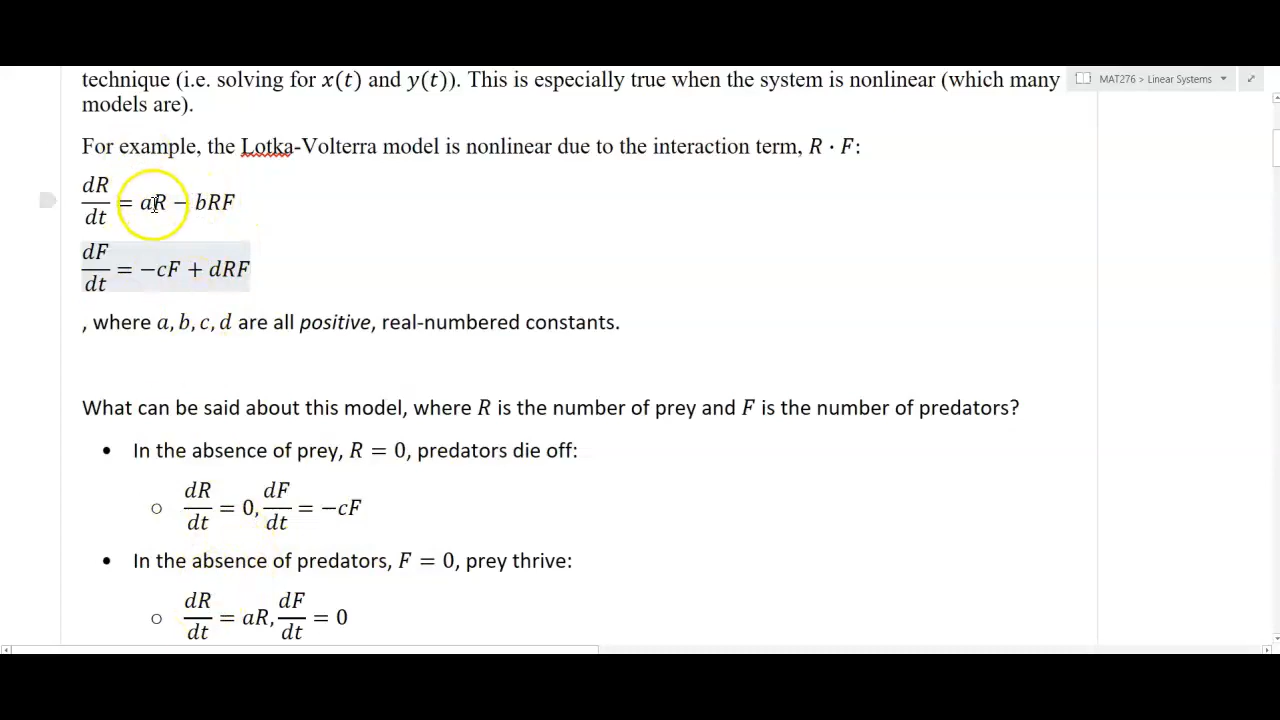 technique (i.e. solving for x(t) and y(t)). This is especially true when the system is nonlinear (which many
MAT276 > Linear Systems
models are).
For example, the Lotka-Volterra model is nonlinear due to the interaction term, R · F:
dR/dt = aR − bRF
dF/dt = −cF + dRF
, where a, b, c, d are all positive, real-numbered constants.
What can be said about this model, where R is the number of prey and F is the number of predators?
• In the absence of prey, R = 0, predators die off:
○ dR/dt = 0, dF/dt = −cF
• In the absence of predators, F = 0, prey thrive:
○ dR/dt = aR, dF/dt = 0